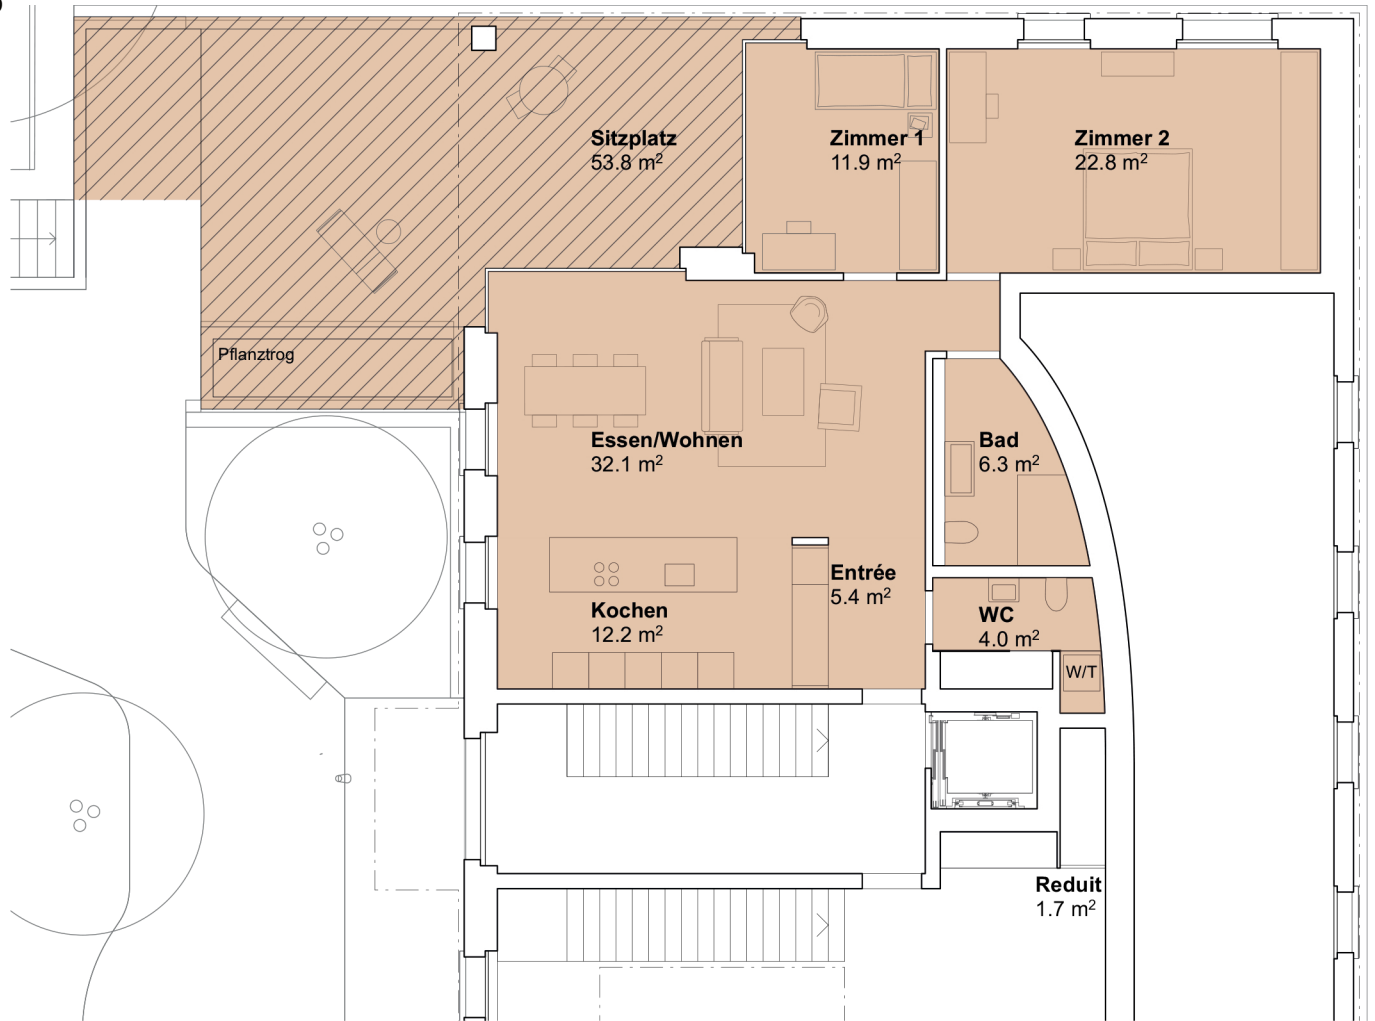 Sitzplatz
53.8 m²
Zimmer 1
11.9 m²
Zimmer 2
22.8 m²
Pflanztrog
Essen/Wohnen
32.1 m²
Bad
6.3 m²
Entrée
5.4 m²
Kochen
12.2 m²
WC
4.0 m²
W/T
Reduit
1.7 m²